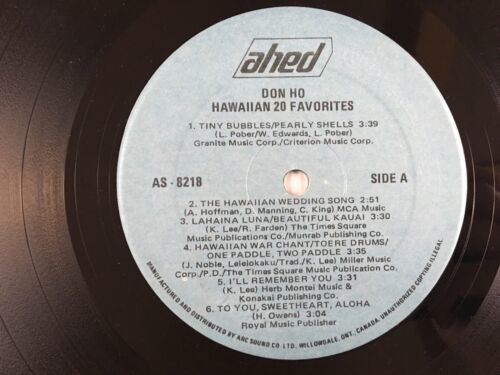 ahed
DON HO
HAWAIIAN 20 FAVORITES
1. TINY BUBBLES/PEARLY SHELLS 3:39
(L. Pober/W. Edwards, L. Pober)
Granite Music Corp./Criterion Music Corp.
AS - 8218
SIDE A
2. THE HAWAIIAN WEDDING SONG 2:51
(A. Hoffman, D. Manning, C. King) MCA Music
3. LAHAINA LUNA/BEAUTIFUL KAUAI 3:30
(K. Lee/R. Farden) The Times Square
Music Publications Co./Munrab Publishing Co.
4. HAWAIIAN WAR CHANT/TOERE DRUMS/
ONE PADDLE, TWO PADDLE 3:35
(J. Noble, Leleiokaku/Trad./K. Lee) Miller Music
Corp./P.D./The Times Square Music Publication Co.
5. I'LL REMEMBER YOU 3:31
(K. Lee) Herb Montei Music &
Konakai Publishing Co.
6. TO YOU, SWEETHEART, ALOHA
(H. Owens) 3:04
Royal Music Publisher
MANUFACTURED AND DISTRIBUTED BY ARC SOUND CO LTD., WILLOWDALE, ONT., CANADA. UNAUTHORIZED COPYING ILLEGAL